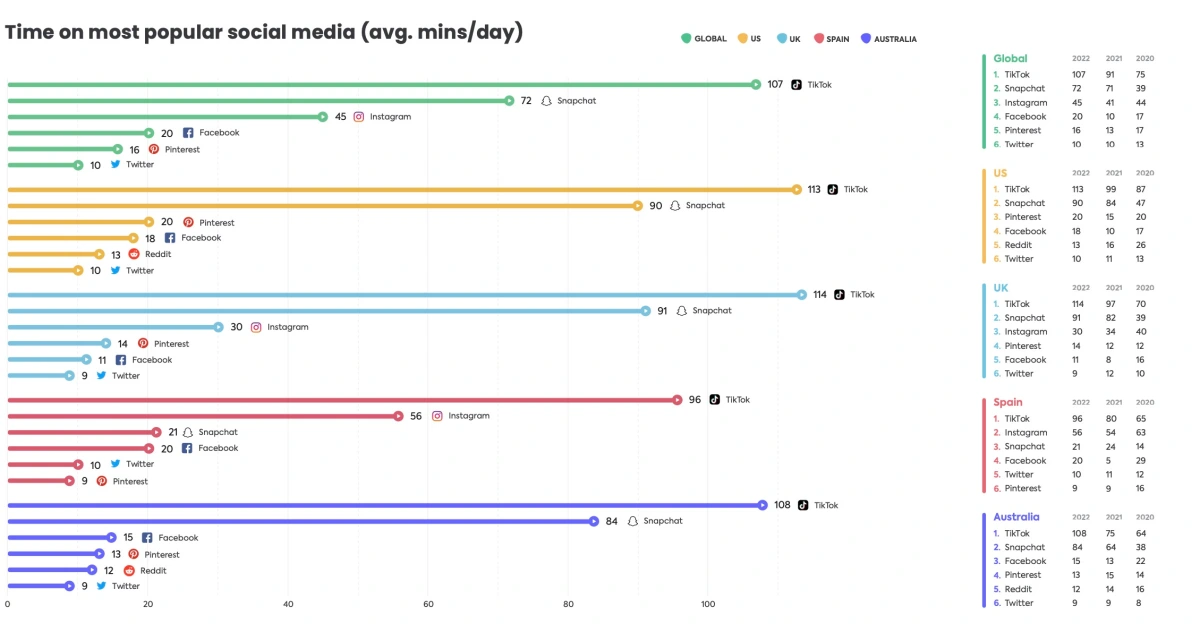 Time on most popular social media (avg. mins/day)
GLOBAL US UK SPAIN AUSTRALIA
107 TikTok
72 Snapchat
45 Instagram
20 Facebook
16 Pinterest
10 Twitter
113 TikTok
90 Snapchat
20 Pinterest
18 Facebook
13 Reddit
10 Twitter
114 TikTok
91 Snapchat
30 Instagram
14 Pinterest
11 Facebook
9 Twitter
96 TikTok
56 Instagram
21 Snapchat
20 Facebook
10 Twitter
9 Pinterest
108 TikTok
84 Snapchat
15 Facebook
13 Pinterest
12 Reddit
9 Twitter
0 20 40 60 80 100
Global 2022 2021 2020
1. TikTok 107 91 75
2. Snapchat 72 71 39
3. Instagram 45 41 44
4. Facebook 20 10 17
5. Pinterest 16 13 17
6. Twitter 10 10 13
US 2022 2021 2020
1. TikTok 113 99 87
2. Snapchat 90 84 47
3. Pinterest 20 15 20
4. Facebook 18 10 17
5. Reddit 13 16 26
6. Twitter 10 11 13
UK 2022 2021 2020
1. TikTok 114 97 70
2. Snapchat 91 82 39
3. Instagram 30 34 40
4. Pinterest 14 12 12
5. Facebook 11 8 16
6. Twitter 9 12 10
Spain 2022 2021 2020
1. TikTok 96 80 65
2. Instagram 56 54 63
3. Snapchat 21 24 14
4. Facebook 20 5 29
5. Twitter 10 11 12
6. Pinterest 9 9 16
Australia 2022 2021 2020
1. TikTok 108 75 64
2. Snapchat 84 64 38
3. Facebook 15 13 22
4. Pinterest 13 15 14
5. Reddit 12 14 16
6. Twitter 9 9 8